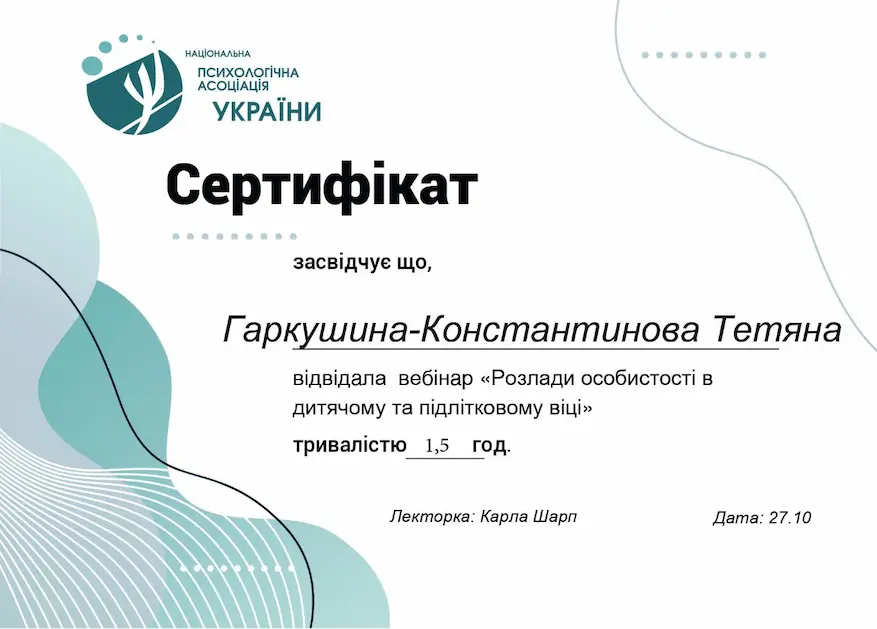 НАЦІОНАЛЬНА
ПСИХОЛОГІЧНА
АСОЦІАЦІЯ
УКРАЇНИ
Сертифікат
засвідчує що,
Гаркушина-Константинова Тетяна
відвідала вебінар «Розлади особистості в
дитячому та підлітковому віці»
тривалістю 1,5 год.
Лекторка: Карла Шарп
Дата: 27.10